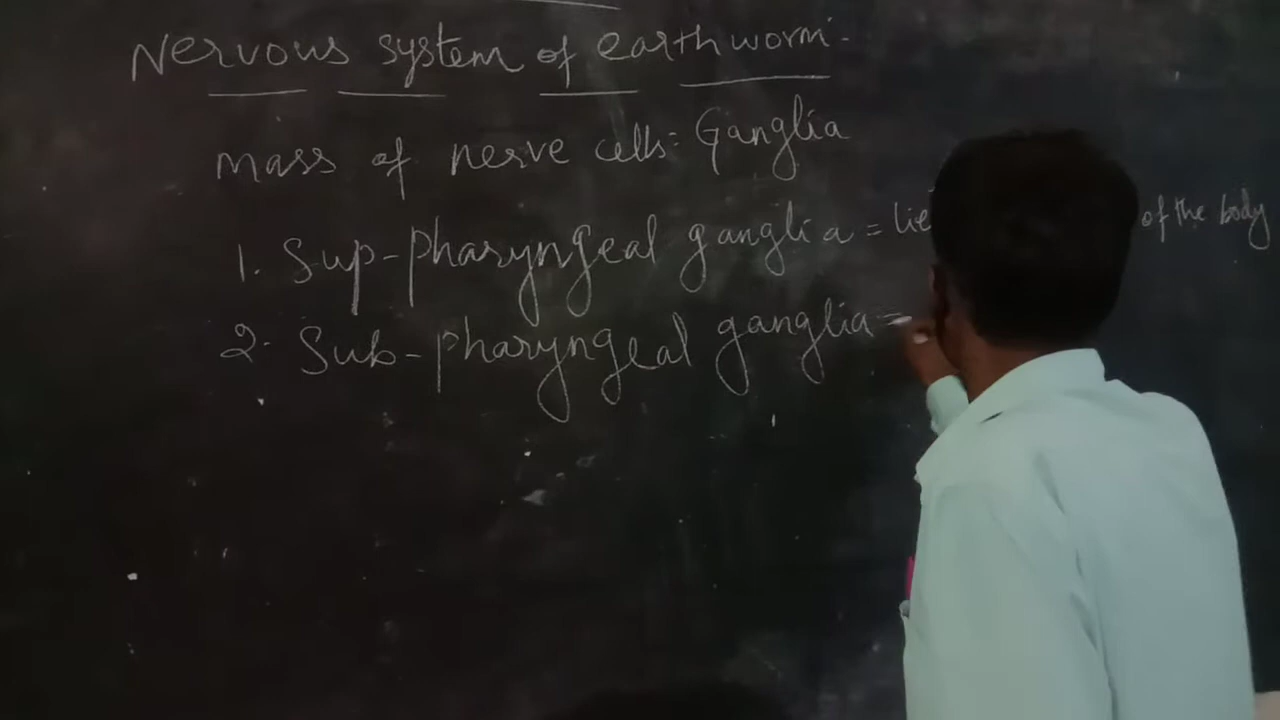 Nervous system of earthworm.
mass of nerve cells: Ganglia
1. Sup-pharyngeal ganglia = lie of the body
2. Sub-pharyngeal ganglia =